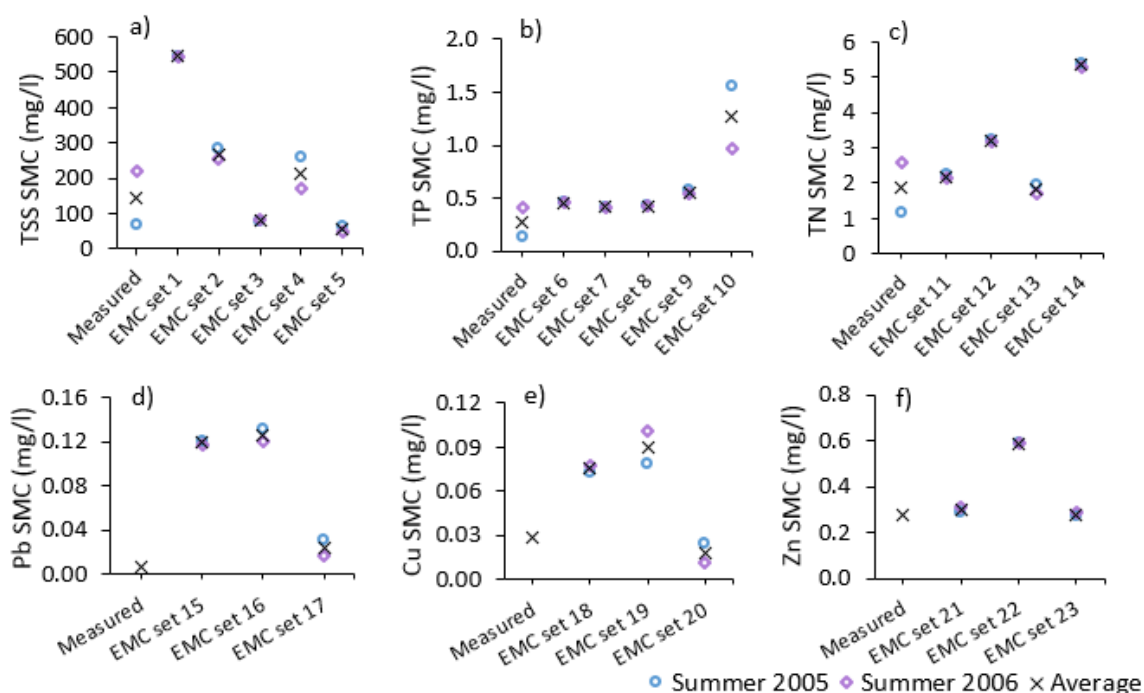 a)
TSS SMC (mg/l)
600
500
400
300
200
100
0
Measured
EMC set 1
EMC set 2
EMC set 3
EMC set 4
EMC set 5
b)
TP SMC (mg/l)
2.0
1.5
1.0
0.5
0.0
Measured
EMC set 6
EMC set 7
EMC set 8
EMC set 9
EMC set 10
c)
TN SMC (mg/l)
6
5
4
3
2
1
0
Measured
EMC set 11
EMC set 12
EMC set 13
EMC set 14
d)
Pb SMC (mg/l)
0.16
0.12
0.08
0.04
0.00
Measured
EMC set 15
EMC set 16
EMC set 17
e)
Cu SMC (mg/l)
0.12
0.09
0.06
0.03
0.00
Measured
EMC set 18
EMC set 19
EMC set 20
f)
Zn SMC (mg/l)
0.8
0.6
0.4
0.2
0.0
Measured
EMC set 21
EMC set 22
EMC set 23
Summer 2005 Summer 2006 Average